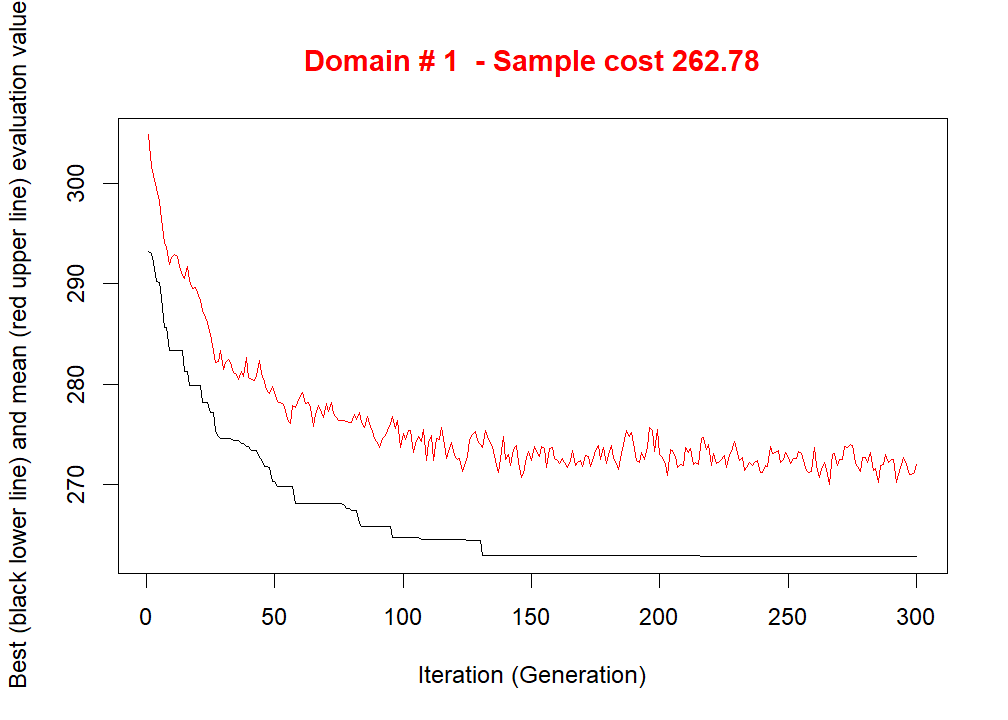 Domain # 1  - Sample cost 262.78
Best (black lower line) and mean (red upper line) evaluation value
300
290
280
270
0 50 100 150 200 250 300
Iteration (Generation)